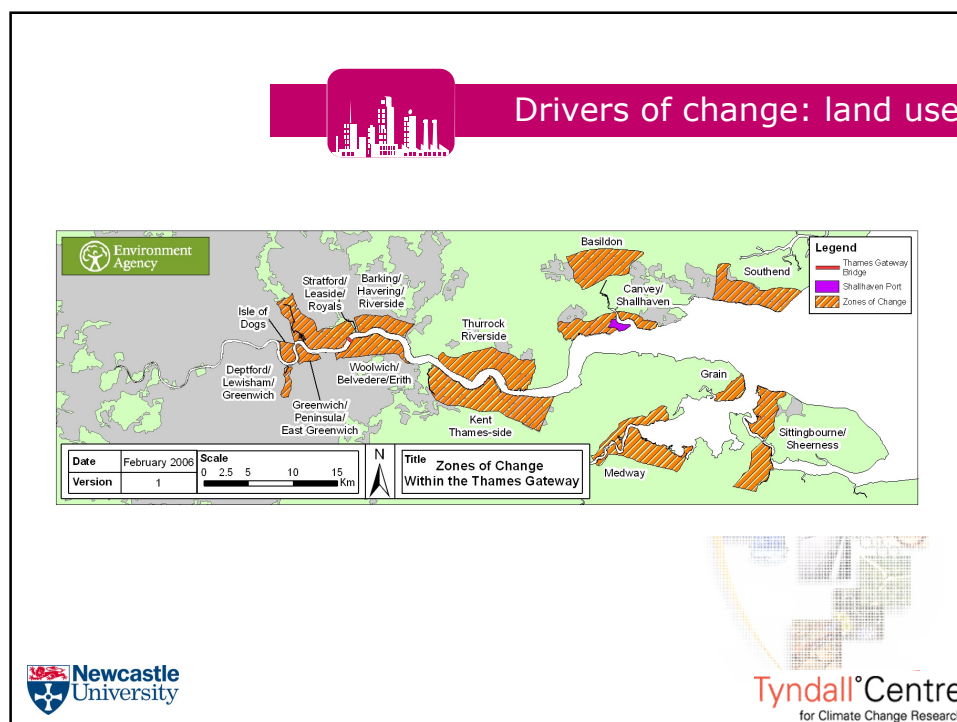 Drivers of change: land use
Environment
Agency
Basildon
Legend
Thames Gateway
Bridge
Shallhaven Port
Zones of Change
Southend
Canvey/
Shallhaven
Stratford/
Leaside/
Royals
Barking/
Havering/
Riverside
Isle of
Dogs
Thurrock
Riverside
Deptford/
Lewisham/
Greenwich
Woolwich/
Belvedere/Erith
Greenwich/
Peninsula/
East Greenwich
Kent
Thames-side
Grain
Sittingbourne/
Sheerness
Medway
Date February 2006
Version 1
Scale
0 2.5 5 10 15
Km
N
Title
Zones of Change
Within the Thames Gateway
Newcastle
University
Tyndall°Centre
for Climate Change Research